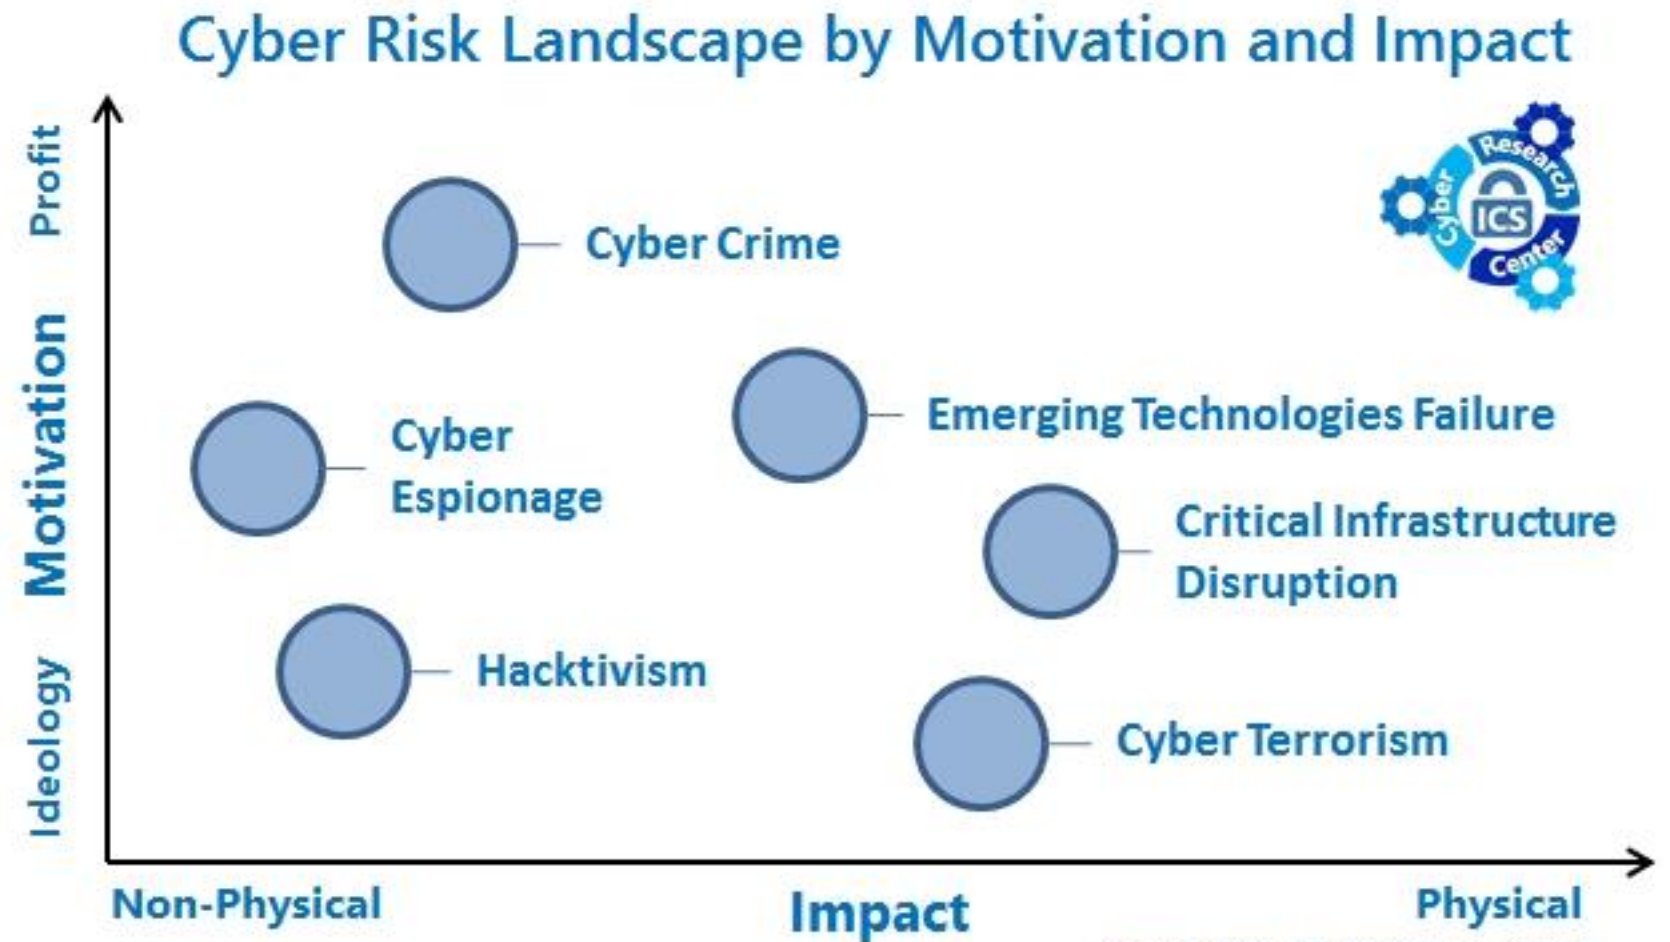 Cyber Risk Landscape by Motivation and Impact
Profit
Motivation
Ideology
Cyber Research Center
ICS
Cyber Crime
Emerging Technologies Failure
Cyber
Espionage
Critical Infrastructure
Disruption
Hacktivism
Cyber Terrorism
Non-Physical
Impact
Physical